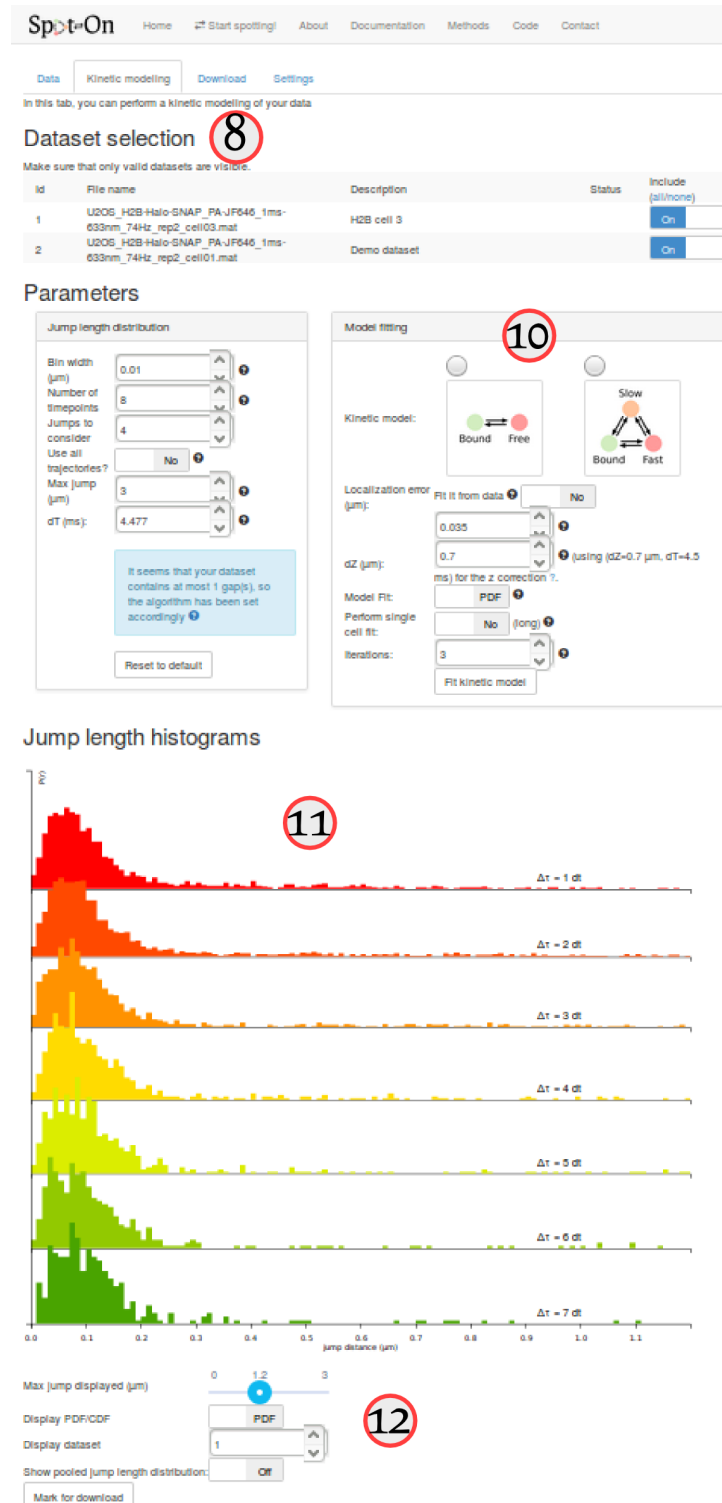 Spot-On Home ⇄ Start spotting! About Documentation Methods Code Contact
Data Kinetic modeling Download Settings
In this tab, you can perform a kinetic modeling of your data
Dataset selection 8
Make sure that only valid datasets are visible.
Id File name Description Status Include (all/none)
1 U2OS_H2B-Halo-SNAP_PA-JF646_1ms-
633nm_74Hz_rep2_cell03.mat H2B cell 3 On
2 U2OS_H2B-Halo-SNAP_PA-JF646_1ms-
633nm_74Hz_rep2_cell01.mat Demo dataset On
Parameters
Jump length distribution
Bin width
(µm) 0.01
Number of
timepoints 8
Jumps to
consider 4
Use all
trajectories? No
Max jump
(µm) 3
dT (ms): 4.477
It seems that your dataset
contains at most 1 gap(s), so
the algorithm has been set
accordingly
Reset to default
Model fitting 10
Kinetic model:
Bound Free
Slow
Bound Fast
Localization error
(µm): Fit it from data No
0.035
dZ (µm): 0.7 (using (dZ=0.7 µm, dT=4.5
ms) for the z correction ?.
Model Fit: PDF
Perform single
cell fit: No (long)
Iterations: 3
Fit kinetic model
Jump length histograms
P(r)
11
Δτ = 1 dt
Δτ = 2 dt
Δτ = 3 dt
Δτ = 4 dt
Δτ = 5 dt
Δτ = 6 dt
Δτ = 7 dt
0.0 0.1 0.2 0.3 0.4 0.5 0.6 0.7 0.8 0.9 1.0 1.1
jump distance (µm)
0 1.2 3
Max jump displayed (µm)
Display PDF/CDF PDF
12
Display dataset 1
Show pooled jump length distribution: Off
Mark for download